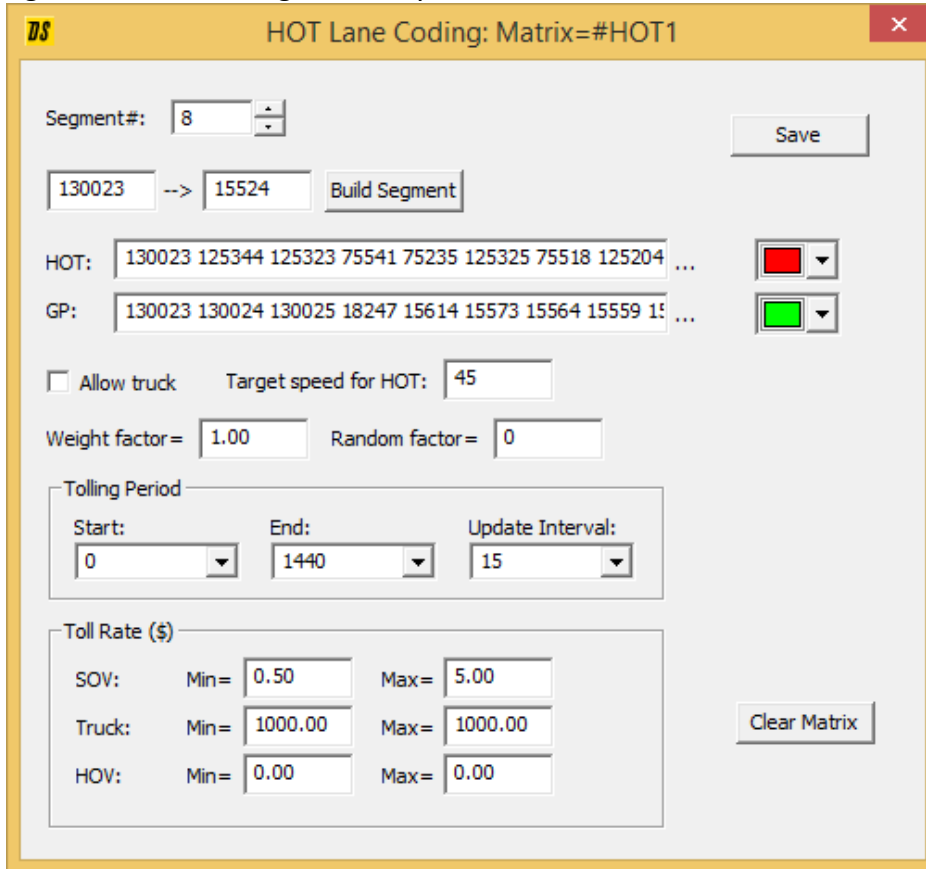 DS HOT Lane Coding: Matrix=#HOT1 ×
Segment#: 8
Save
130023 --> 15524 Build Segment
HOT: 130023 125344 125323 75541 75235 125325 75518 125204 ...
GP: 130023 130024 130025 18247 15614 15573 15564 15559 ...
Allow truck Target speed for HOT: 45
Weight factor= 1.00 Random factor= 0
Tolling Period
Start: End: Update Interval:
0 1440 15
Toll Rate ($)
SOV: Min= 0.50 Max= 5.00
Truck: Min= 1000.00 Max= 1000.00
Clear Matrix
HOV: Min= 0.00 Max= 0.00